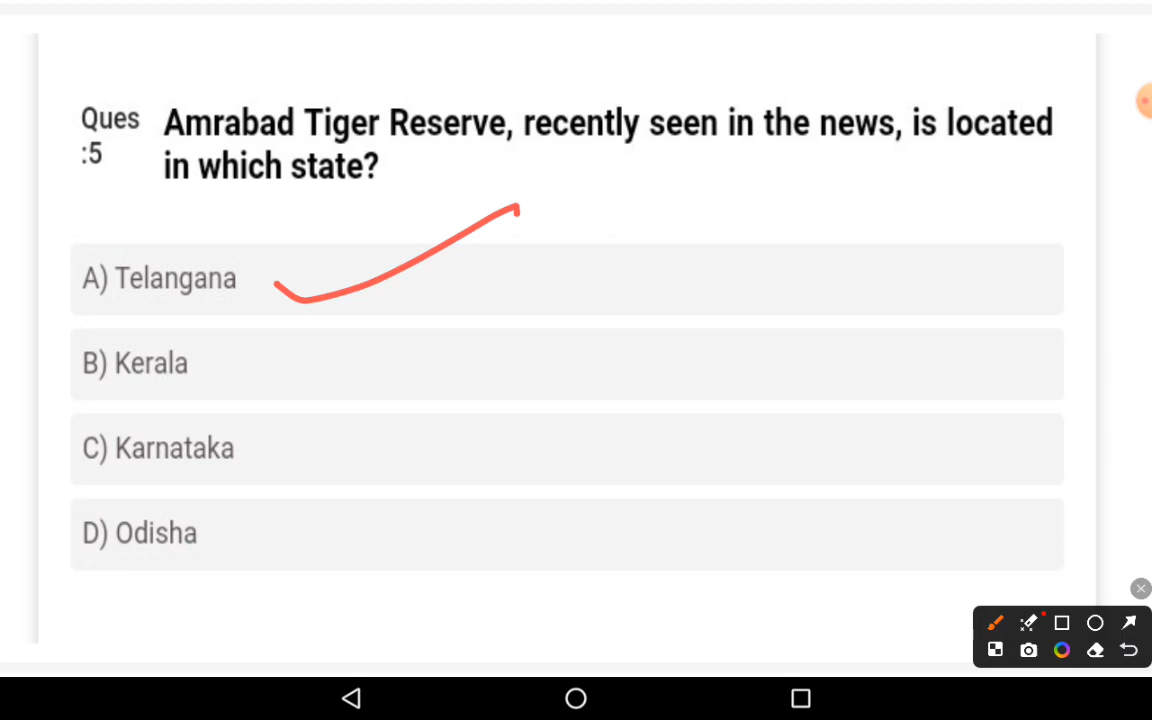 Ques Amrabad Tiger Reserve, recently seen in the news, is located
:5 in which state?
A) Telangana
B) Kerala
C) Karnataka
D) Odisha